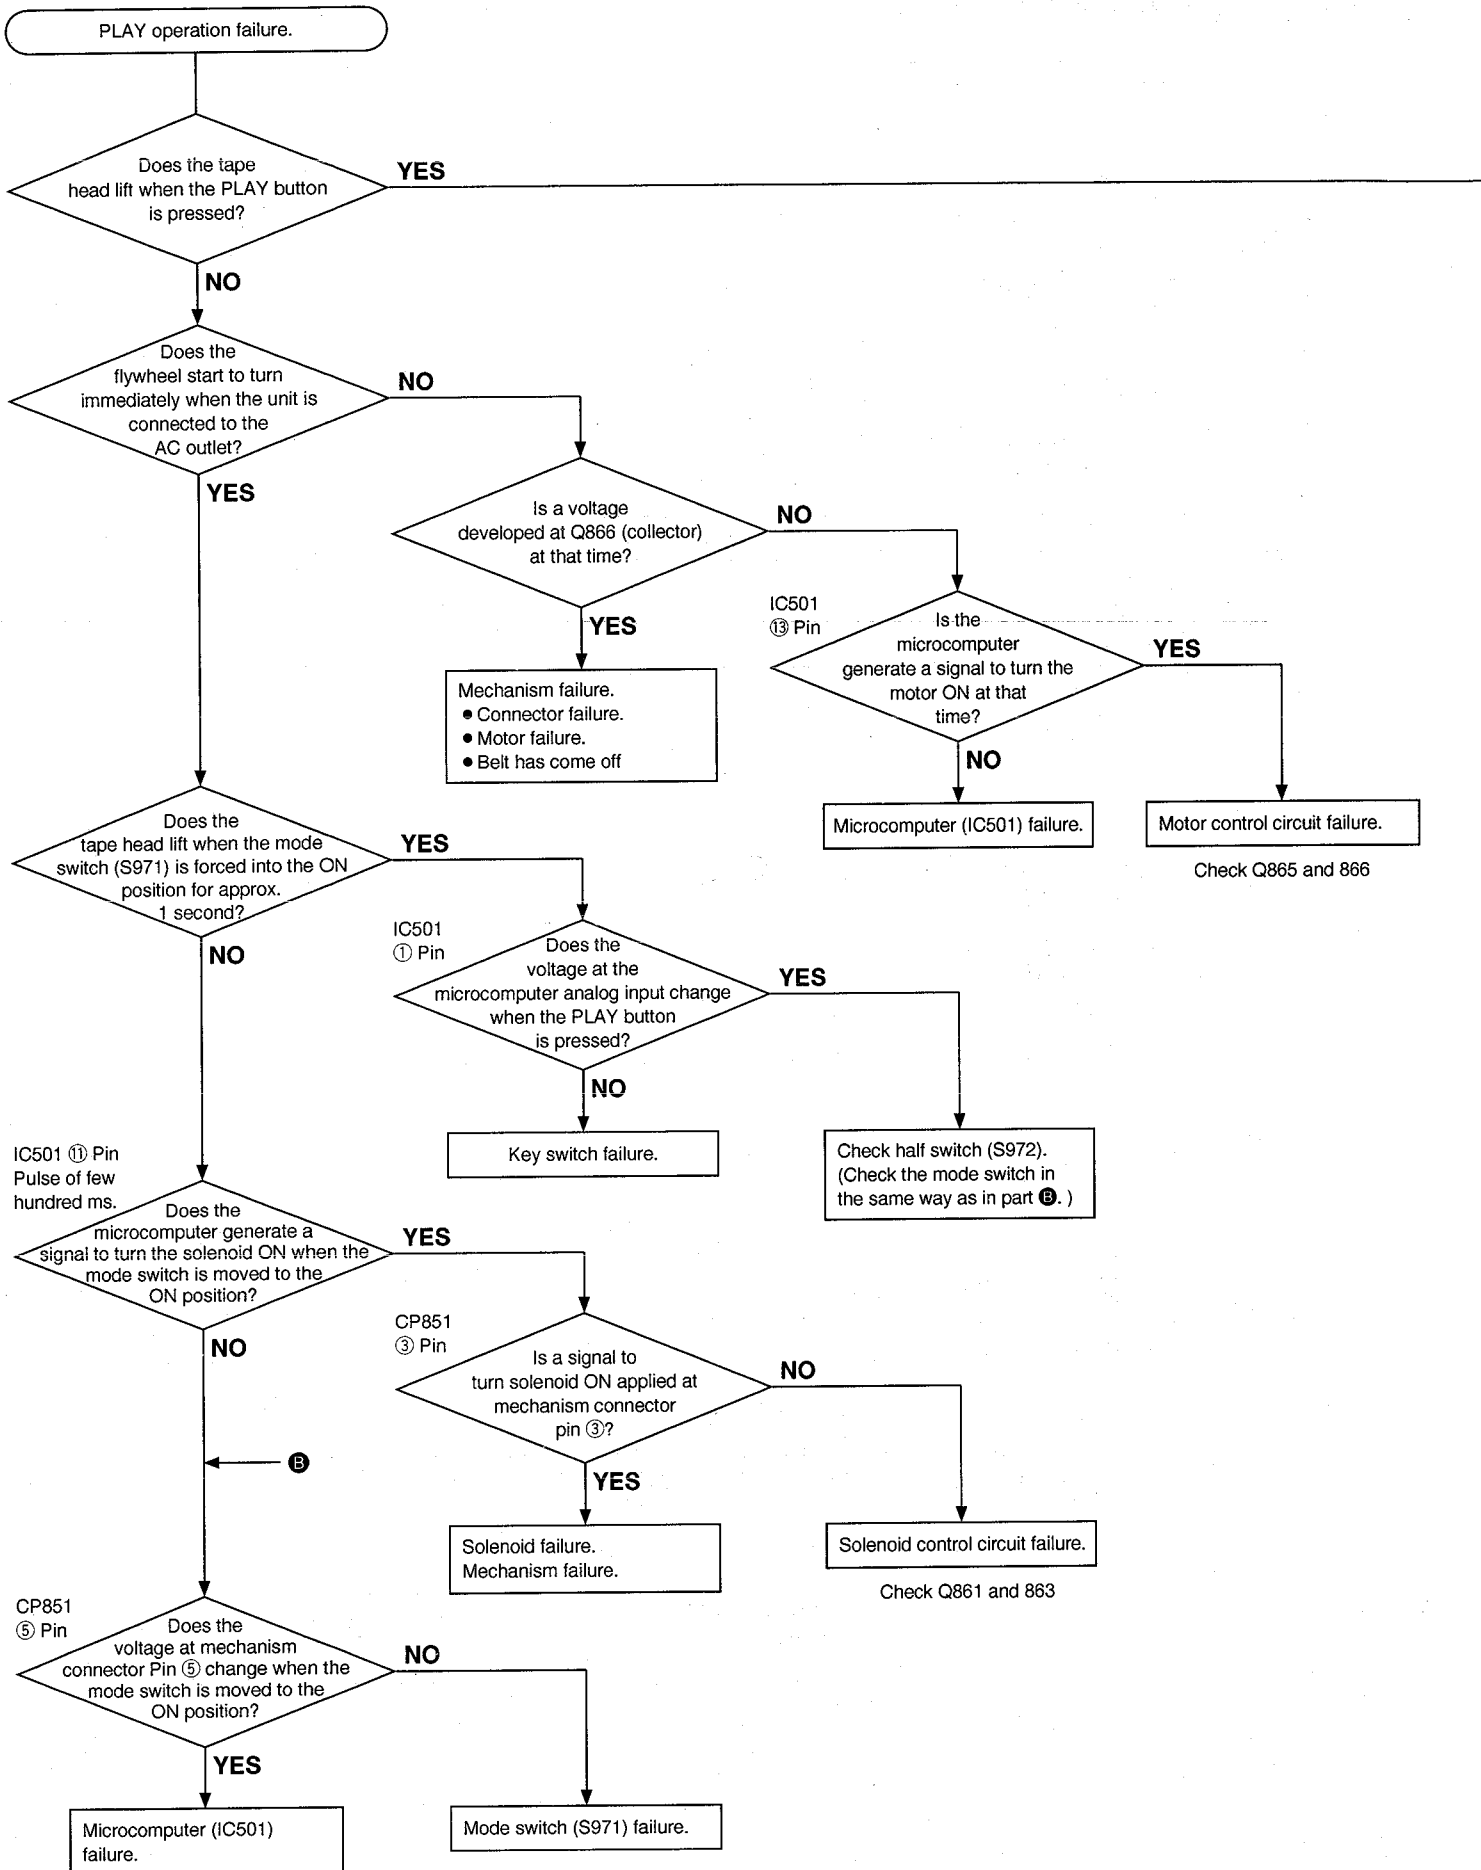 PLAY operation failure.
Does the tape
head lift when the PLAY button
is pressed?
YES
NO
Does the
flywheel start to turn
immediately when the unit is
connected to the
AC outlet?
NO
YES
Is a voltage
developed at Q866 (collector)
at that time?
NO
YES
Mechanism failure.
● Connector failure.
● Motor failure.
● Belt has come off
IC501
⑬ Pin
Is the
microcomputer
generate a signal to turn the
motor ON at that
time?
YES
NO
Microcomputer (IC501) failure.
Motor control circuit failure.
Check Q865 and 866
Does the
tape head lift when the mode
switch (S971) is forced into the ON
position for approx.
1 second?
YES
NO
IC501
① Pin
Does the
voltage at the
microcomputer analog input change
when the PLAY button
is pressed?
YES
NO
Key switch failure.
Check half switch (S972).
(Check the mode switch in
the same way as in part Ⓑ. )
IC501 ⑪ Pin
Pulse of few
hundred ms.
Does the
microcomputer generate a
signal to turn the solenoid ON when the
mode switch is moved to the
ON position?
YES
NO
CP851
③ Pin
Is a signal to
turn solenoid ON applied at
mechanism connector
pin ③?
NO
YES
Solenoid failure.
Mechanism failure.
Solenoid control circuit failure.
Check Q861 and 863
Ⓑ
CP851
⑤ Pin
Does the
voltage at mechanism
connector Pin ⑤ change when the
mode switch is moved to the
ON position?
NO
YES
Microcomputer (IC501)
failure.
Mode switch (S971) failure.